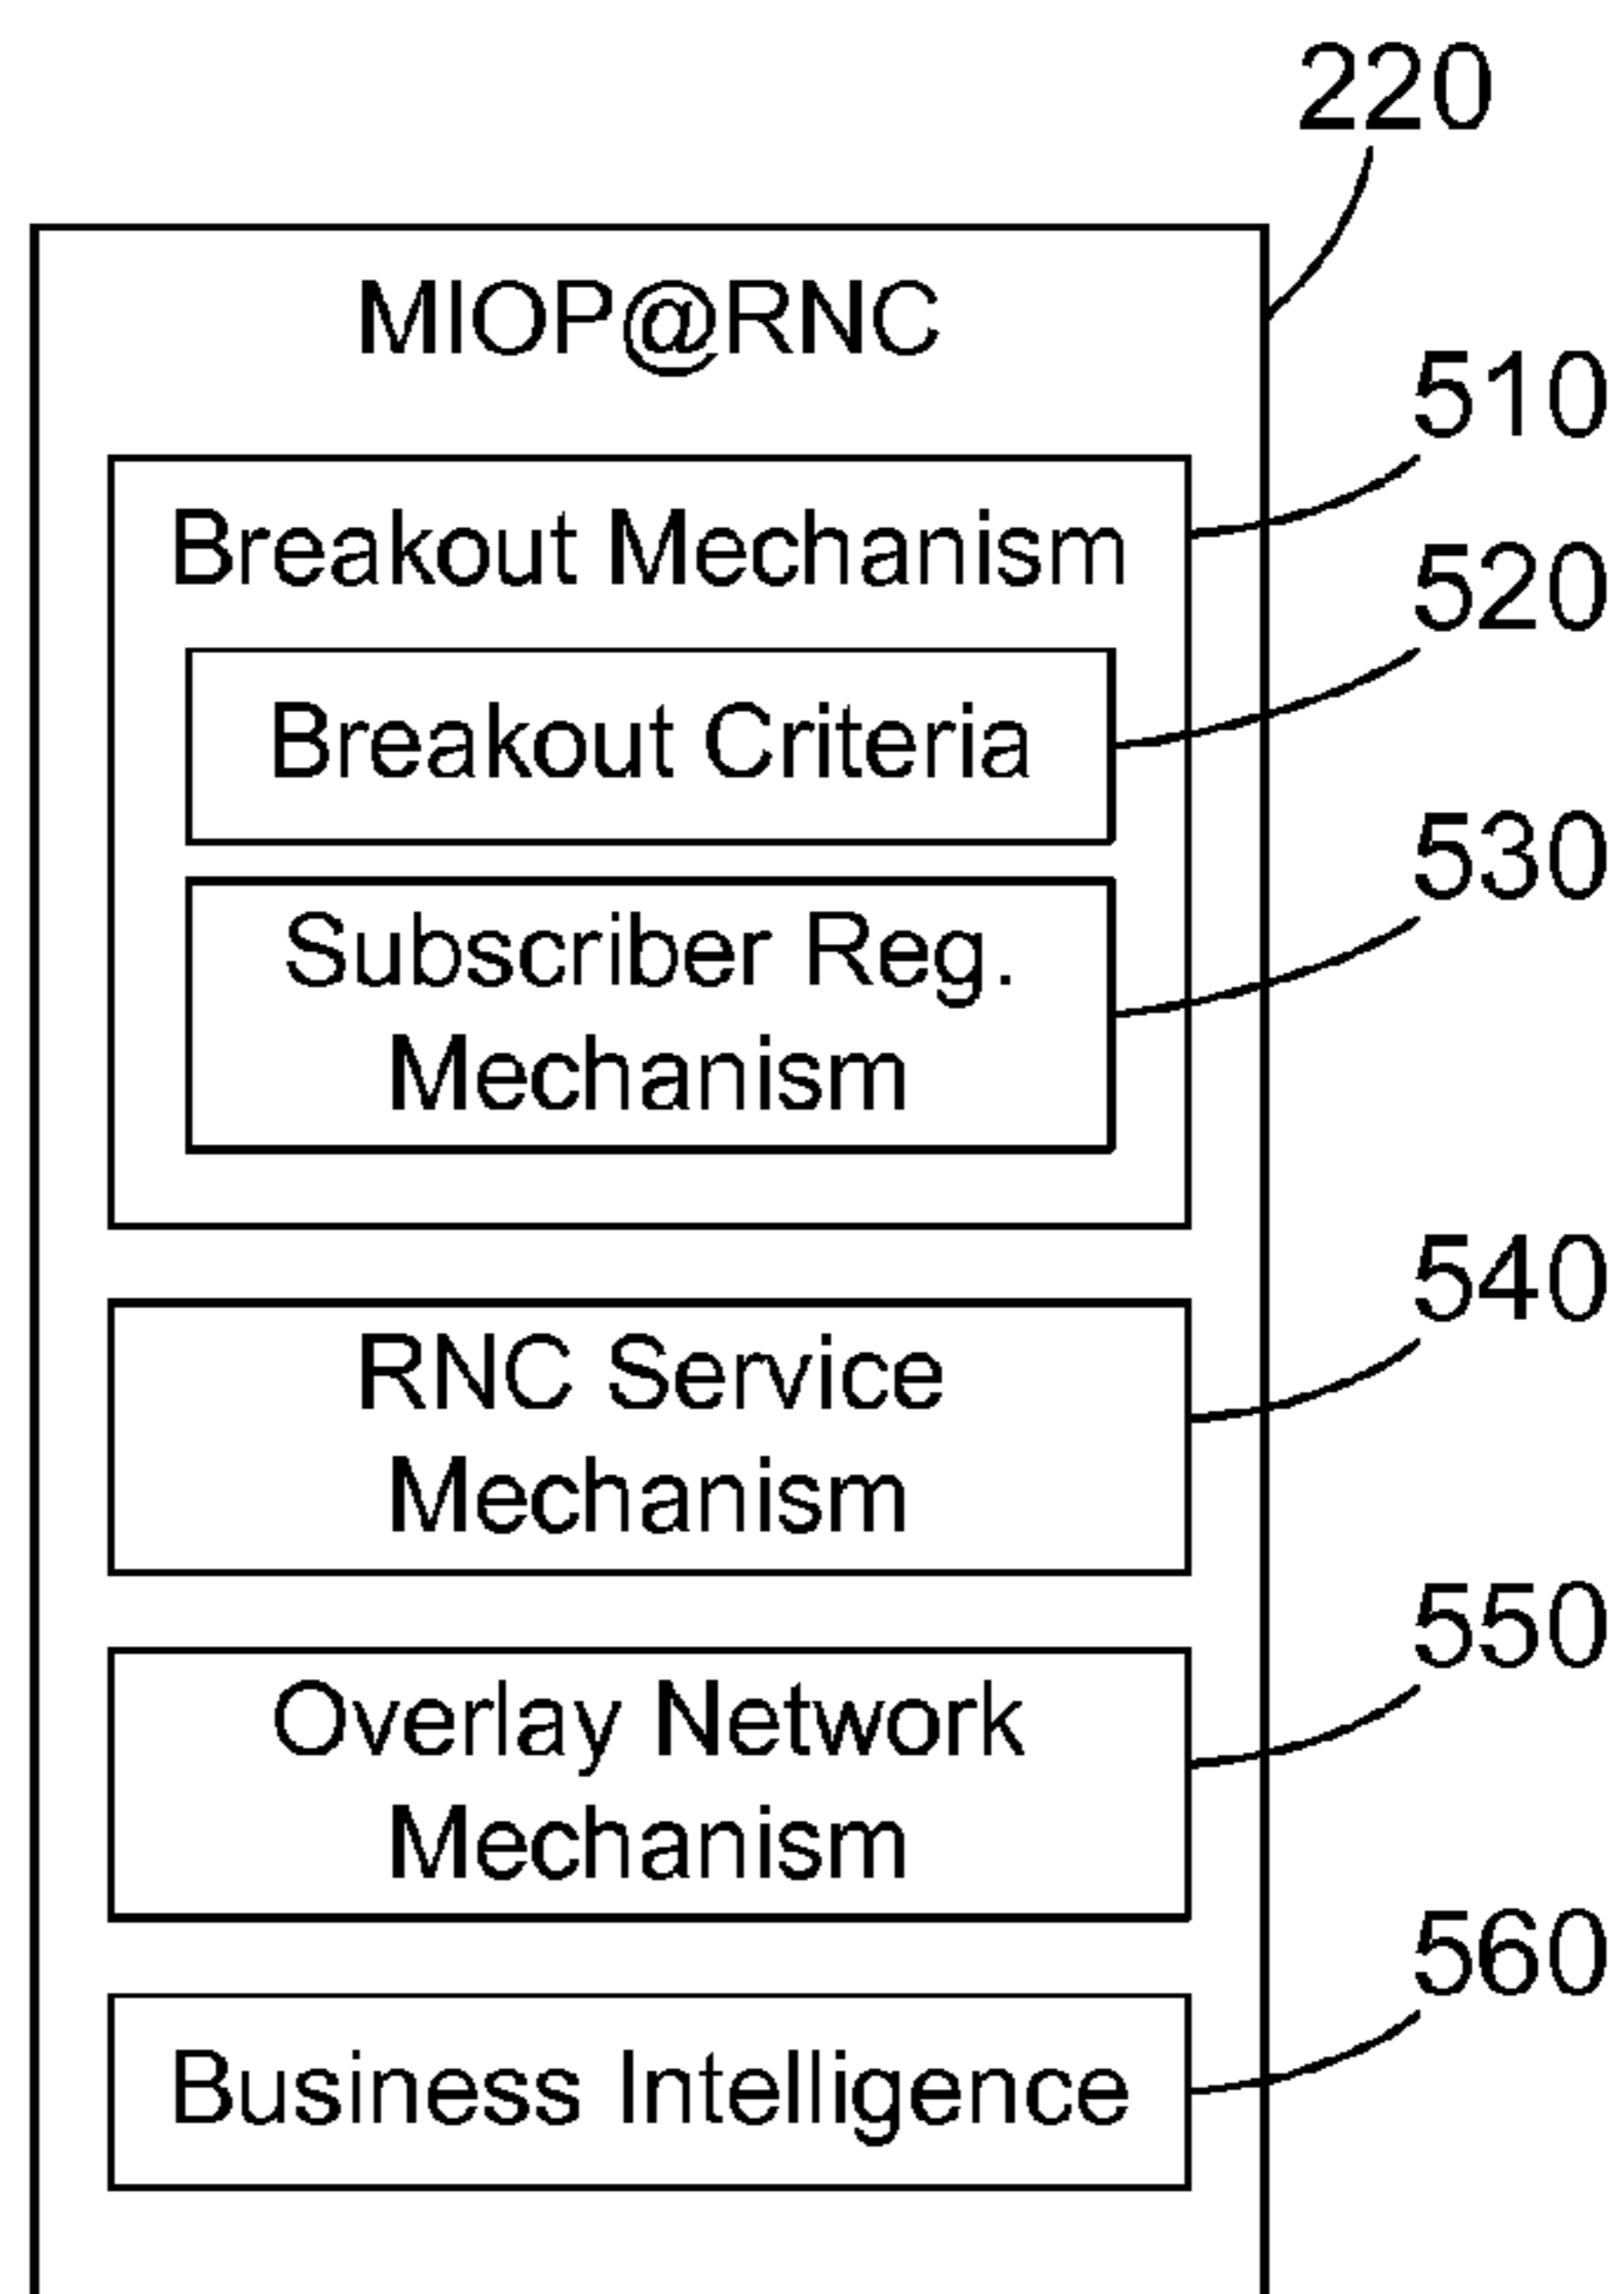 220
MIOP@RNC
510
Breakout Mechanism
520
Breakout Criteria
530
Subscriber Reg.
Mechanism
540
RNC Service
Mechanism
550
Overlay Network
Mechanism
560
Business Intelligence